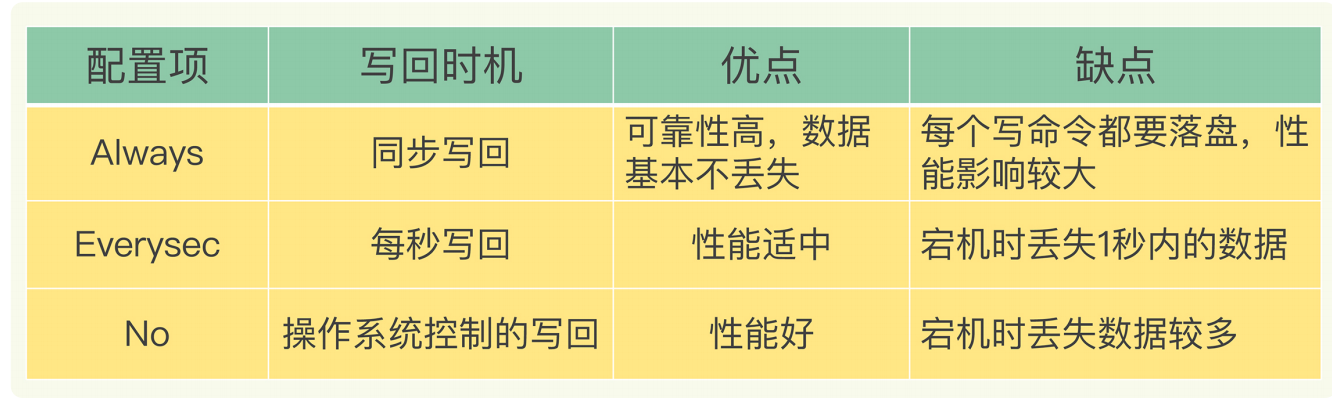 配置项 写回时机 优点 缺点
Always 同步写回 可靠性高，数据基本不丢失 每个写命令都要落盘，性能影响较大
Everysec 每秒写回 性能适中 宕机时丢失1秒内的数据
No 操作系统控制的写回 性能好 宕机时丢失数据较多